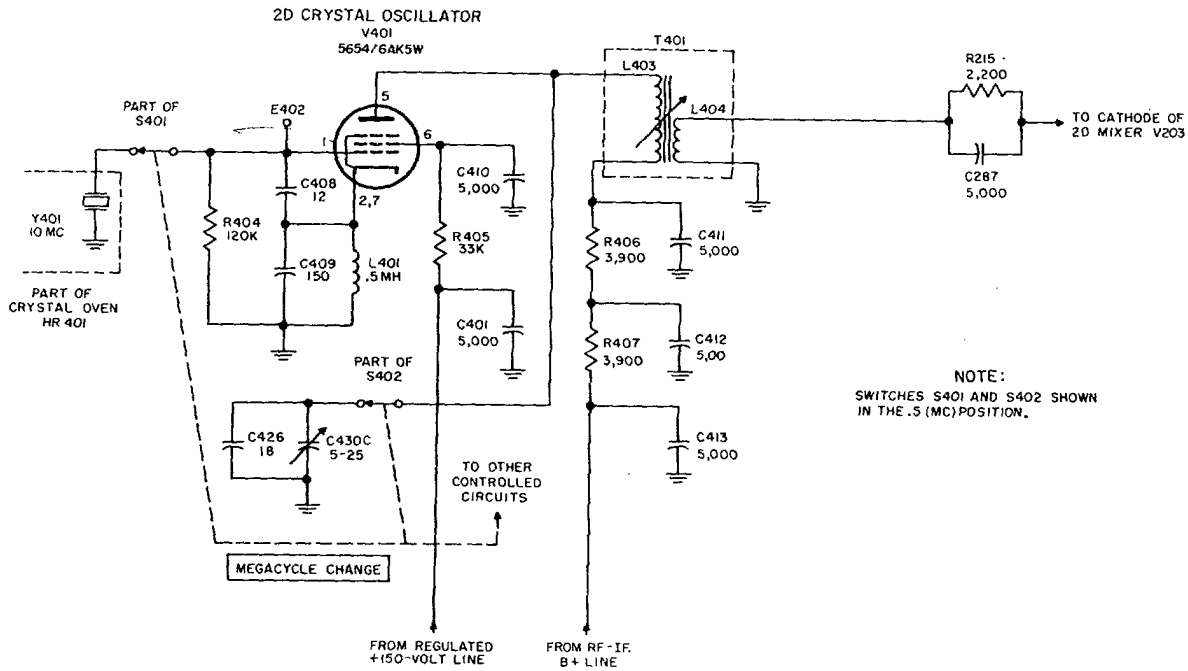 2D CRYSTAL OSCILLATOR
V401
5654/6AK5W
PART OF
S401
E402
5
1
6
2,7
T401
L403
L404
R215
2,200
C287
5,000
TO CATHODE OF
2D MIXER V203
Y401
10 MC
PART OF
CRYSTAL OVEN
HR 401
R404
120K
C408
12
C409
150
L401
.5MH
C410
5,000
R405
33K
C401
5,000
R406
3,900
C411
5,000
R407
3,900
C412
5,00
C413
5,000
PART OF
S402
C426
18
C430C
5-25
TO OTHER
CONTROLLED
CIRCUITS
MEGACYCLE CHANGE
NOTE:
SWITCHES S401 AND S402 SHOWN
IN THE .5 (MC) POSITION.
FROM REGULATED
+150-VOLT LINE
FROM RF-IF.
B+ LINE